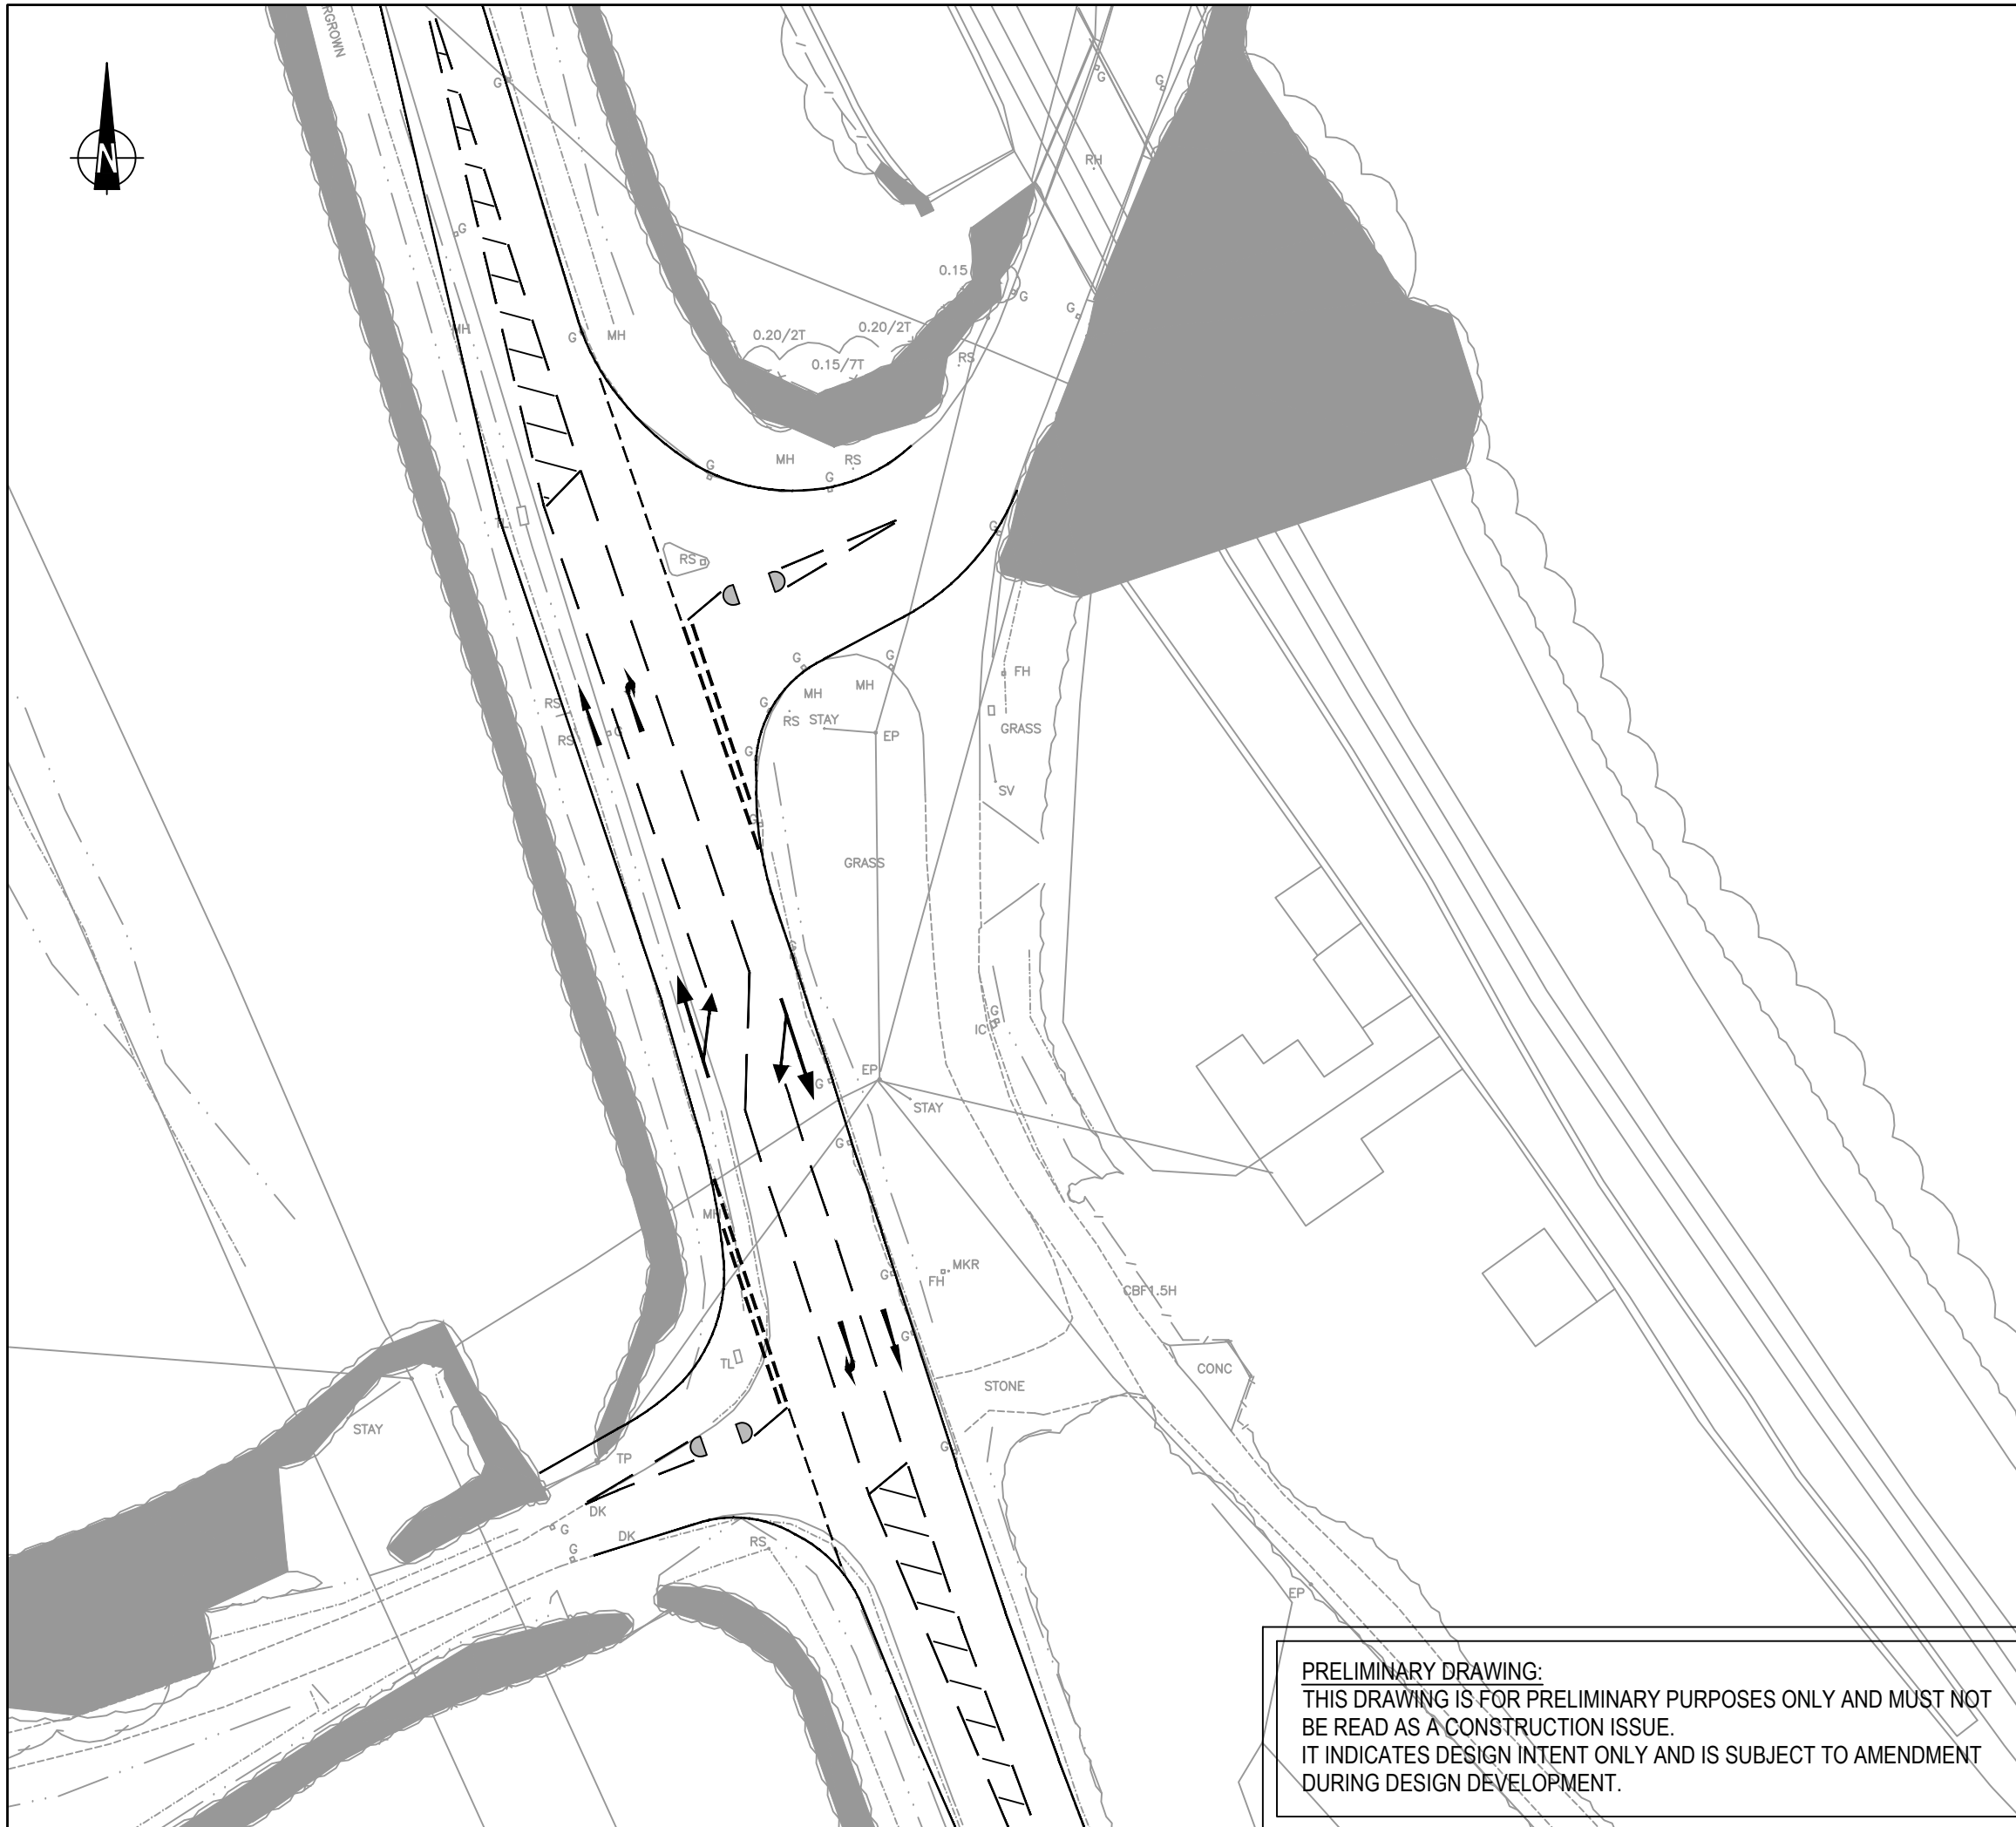 RGROWN
N
G
G
G
G
RH
MH
0.15
G
G
MH
G
0.20/2T
0.20/2T
RS
0.15/7T
G
MH
RS
G
TL
G
RS
G
G
FH
MH
MH
G
RS
STAY
GRASS
RS
EP
RS
G
G
SV
G
GRASS
G
G
IC
EP
G
STAY
G
MH
MKR
G
FH
CBF1.5H
G
TL
CONC
STONE
STAY
G
TP
DK
G
DK
RS
G
EP
PRELIMINARY DRAWING:
THIS DRAWING IS FOR PRELIMINARY PURPOSES ONLY AND MUST NOT
BE READ AS A CONSTRUCTION ISSUE.
IT INDICATES DESIGN INTENT ONLY AND IS SUBJECT TO AMENDMENT
DURING DESIGN DEVELOPMENT.